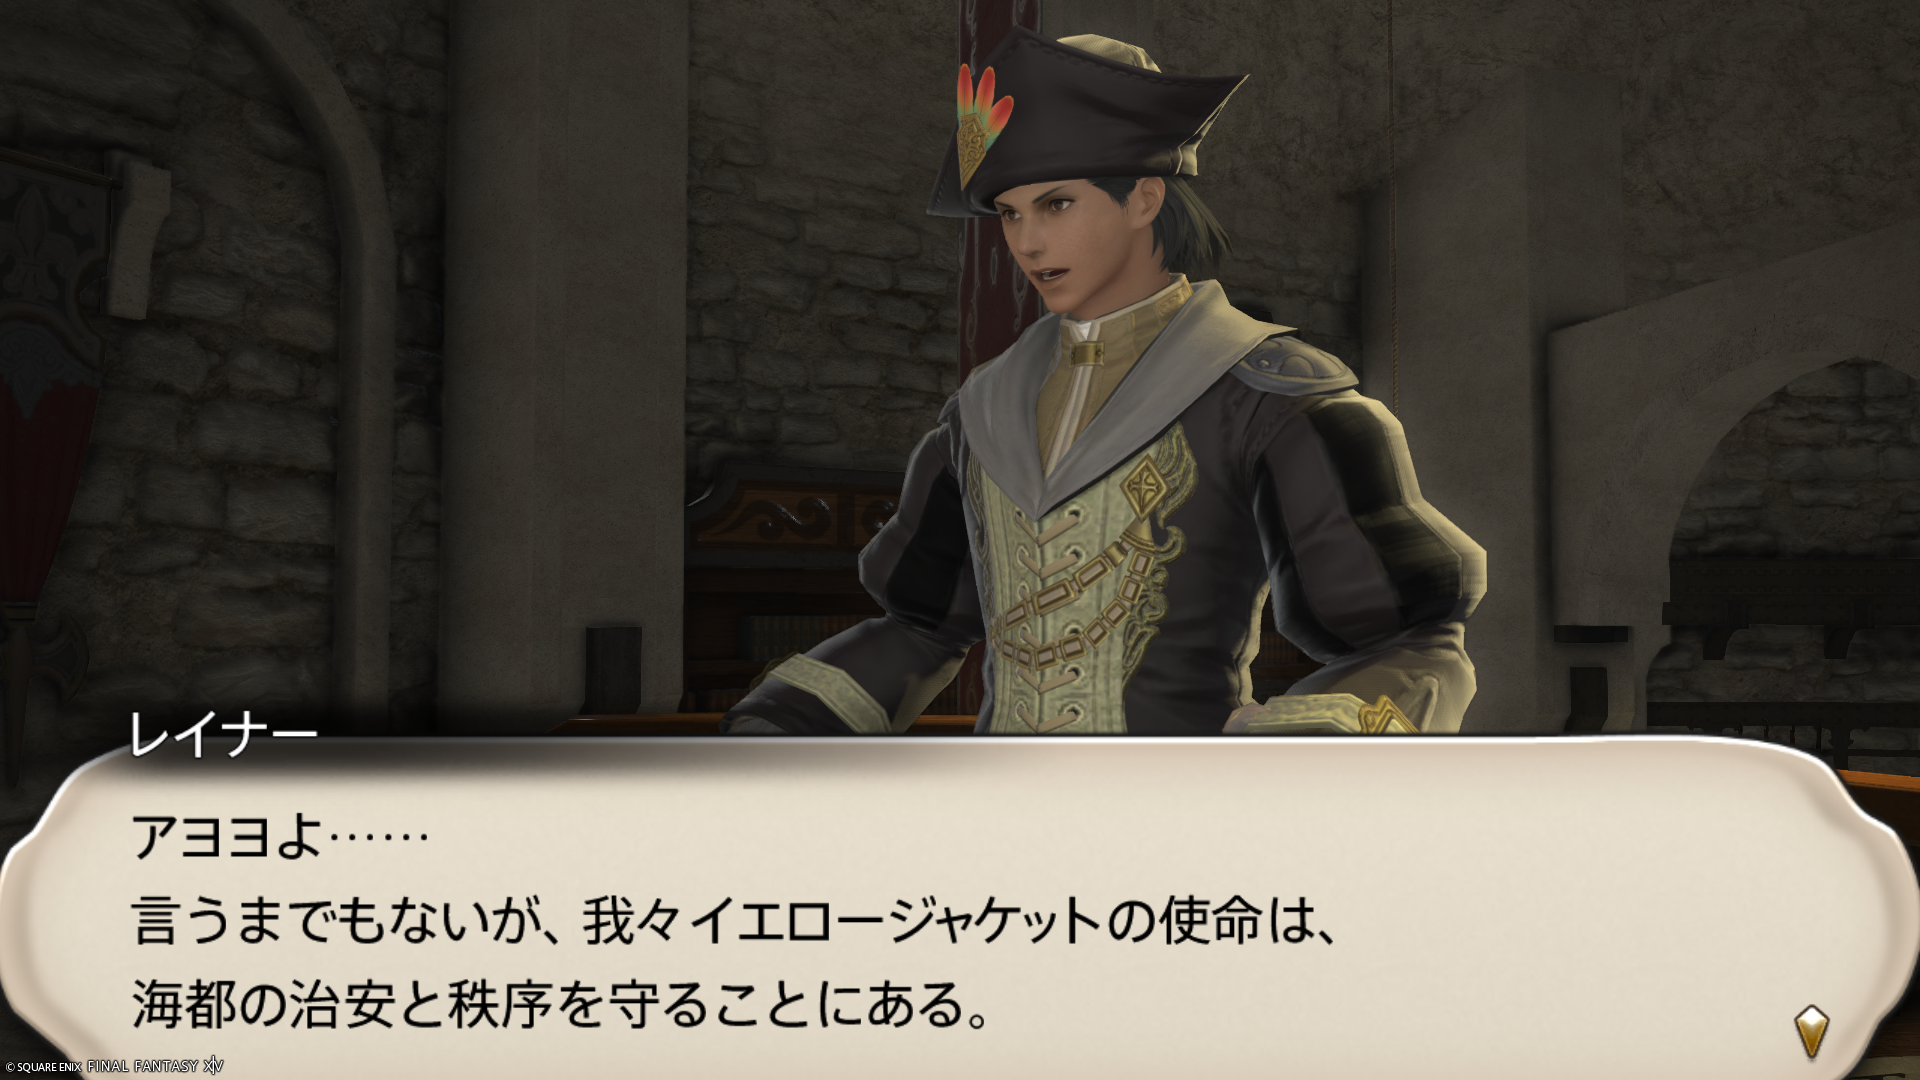 レイナー
アヨヨよ……
言うまでもないが、我々イエロージャケットの使命は、
海都の治安と秩序を守ることにある。
© SQUARE ENIX FINAL FANTASY XIV